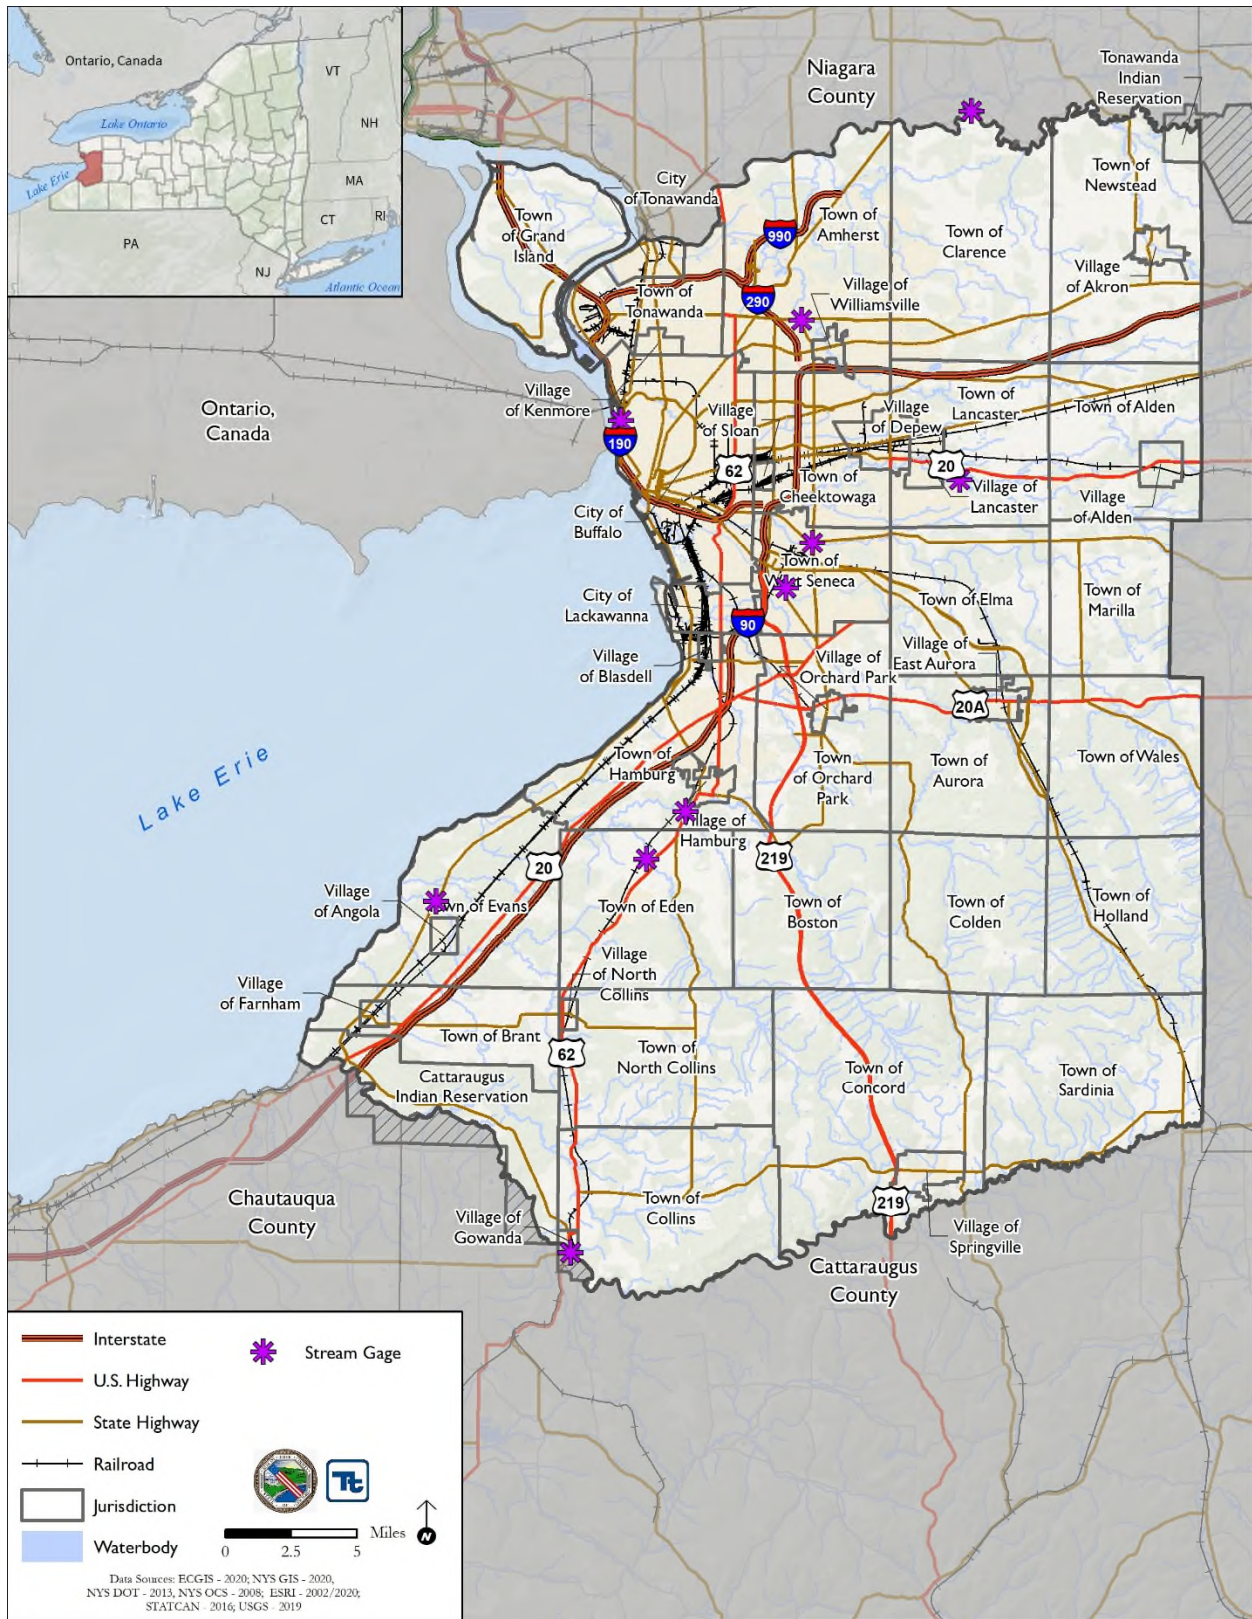 Ontario, Canada
VT
Lake Ontario
NH
Lake Erie
MA
CT
RI
PA
NJ
Atlantic Ocean
Niagara
County
Tonawanda
Indian
Reservation
City
of Tonawanda
Town
of Grand
Island
990
Town of
Amherst
Town of
Newstead
Town of
Clarence
Village
of Akron
Town of
Tonawanda
290
Village of
Williamsville
Village
of Kenmore
Ontario,
Canada
190
Village
of Sloan
Village
of Depew
Town of
Lancaster
Town of Alden
62
20
Town of
Cheektowaga
Village of
Lancaster
Village
of Alden
City of
Buffalo
Town of
West Seneca
City of
Lackawanna
Town of Elma
Town of
Marilla
90
Village
of Blasdell
Village of
Orchard Park
Village of
East Aurora
20A
Lake Erie
Town of
Hamburg
Town
of Orchard
Park
Town of
Aurora
Town of Wales
Village of
Hamburg
20
219
Village
of Angola
Town of Evans
Town of Eden
Town of
Boston
Town of
Colden
Town of
Holland
Village
of Farnham
Village
of North
Collins
Town of Brant
62
Town of
North Collins
Town of
Concord
Town of
Sardinia
Cattaraugus
Indian Reservation
Chautauqua
County
Village of
Gowanda
Town of
Collins
219
Village of
Springville
Cattaraugus
County
Interstate
Stream Gage
U.S. Highway
State Highway
Railroad
Jurisdiction
Waterbody
Tt
0 2.5 5 Miles
N
Data Sources: ECGIS - 2020; NYS GIS - 2020,
NYS DOT - 2013, NYS OCS - 2008; ESRI - 2002/2020;
STATCAN - 2016; USGS - 2019